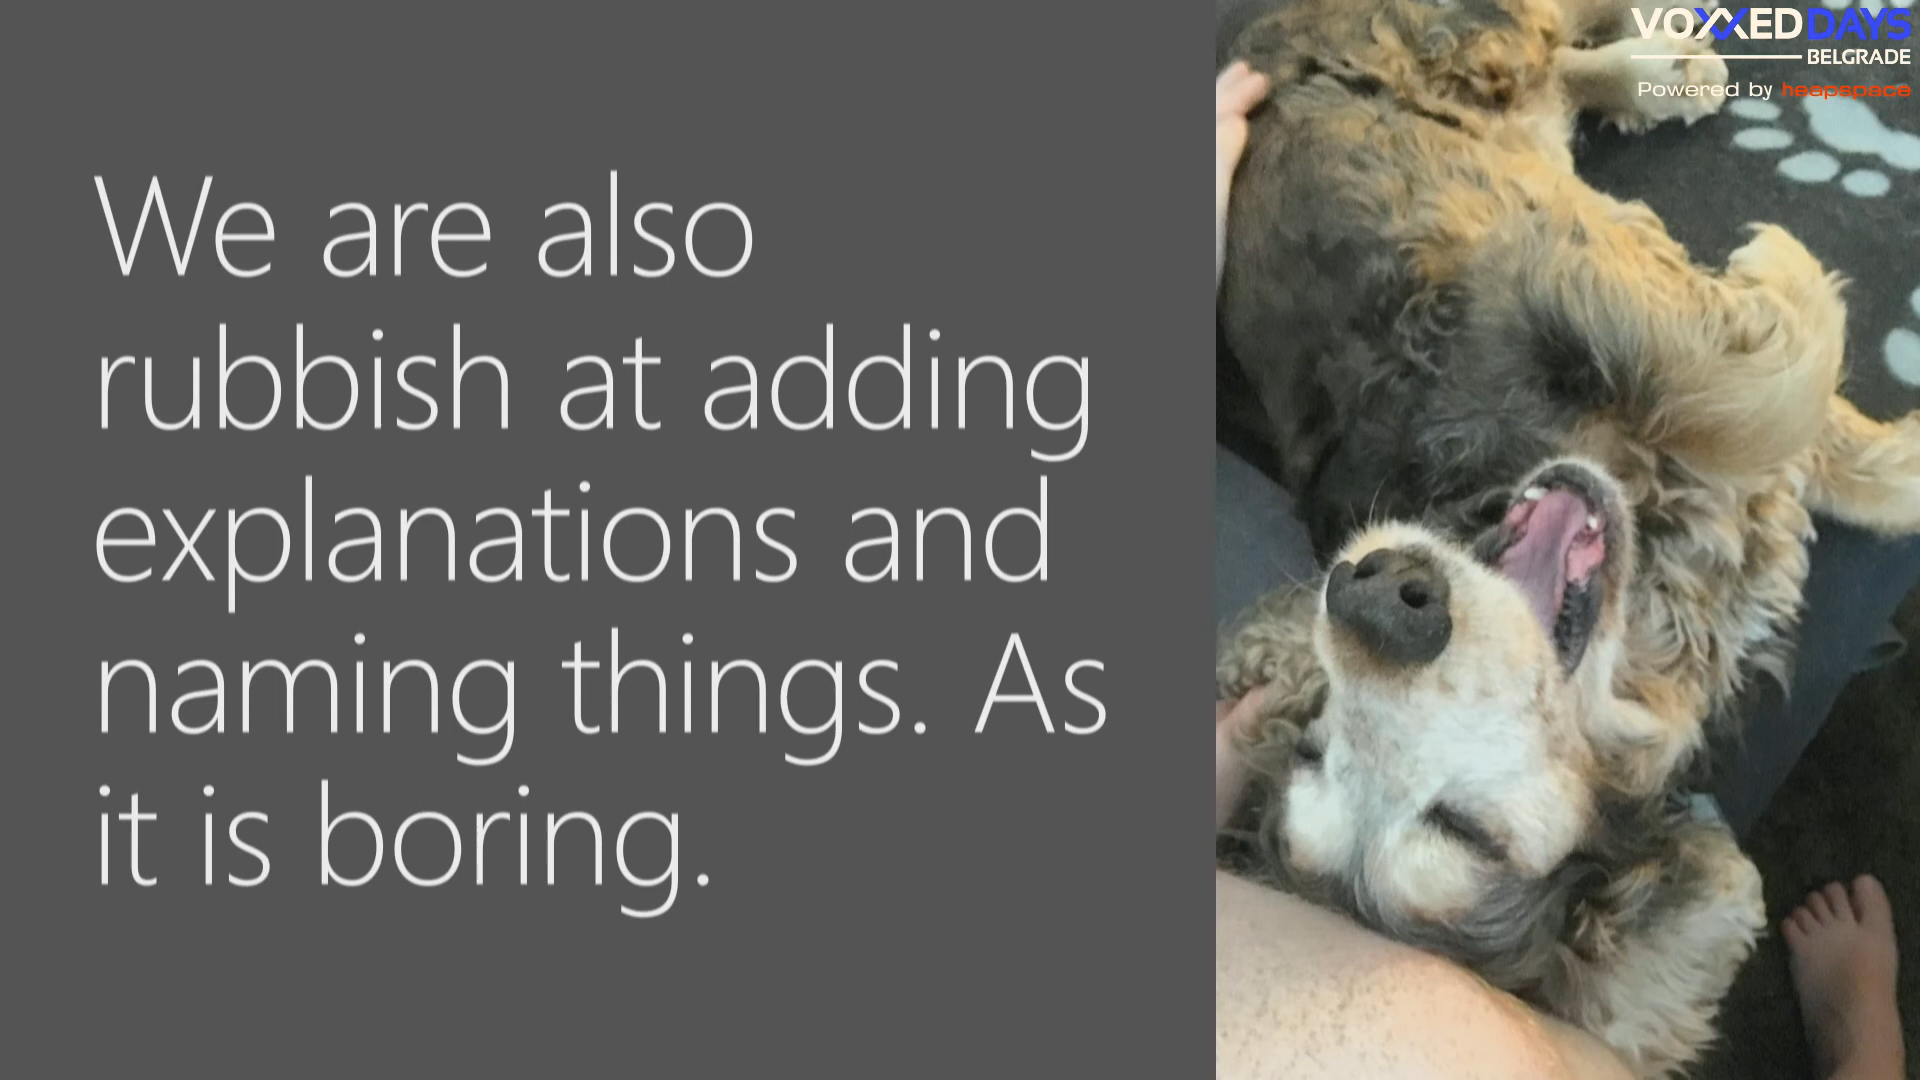 We are also
rubbish at adding
explanations and
naming things. As
it is boring.
VOXXED DAYS
BELGRADE
Powered by heapspace